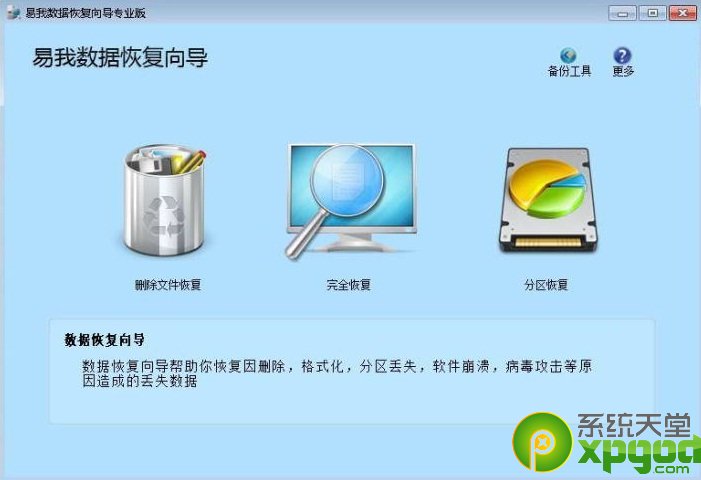 易我数据恢复向导专业版
易我数据恢复向导
备份工具
更多
删除文件恢复
完全恢复
分区恢复
数据恢复向导
数据恢复向导帮助你恢复因删除，格式化，分区丢失，软件崩溃，病毒攻击等原
因造成的丢失数据
系统天堂
xpgod
.com